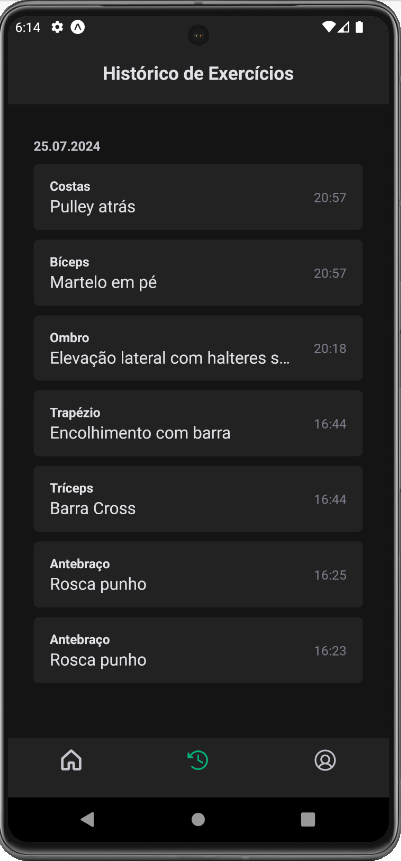 6:14
Histórico de Exercícios
25.07.2024
Costas
Pulley atrás
20:57
Bíceps
Martelo em pé
20:57
Ombro
Elevação lateral com halteres s...
20:18
Trapézio
Encolhimento com barra
16:44
Tríceps
Barra Cross
16:44
Antebraço
Rosca punho
16:25
Antebraço
Rosca punho
16:23